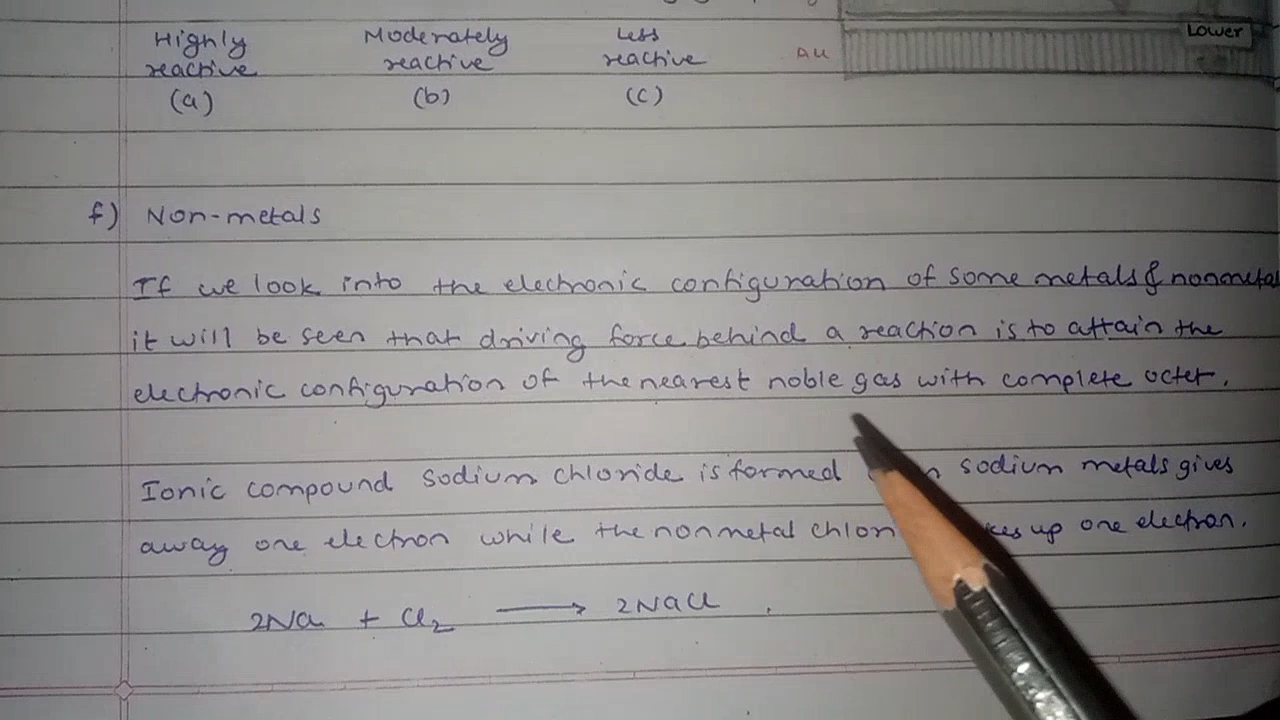 Highly Moderately Less
reactive reactive reactive
(a) (b) (c)
Au
LOWER
f) Non-metals
If we look into the electronic configuration of some metals & nonmetal
it will be seen that driving force behind a reaction is to attain the
electronic configuration of the nearest noble gas with complete octet.
Ionic compound sodium chloride is formed sodium metals gives
away one electron while the nonmetal chlor up one electron.
2Na + Cl2 → 2NaCl .